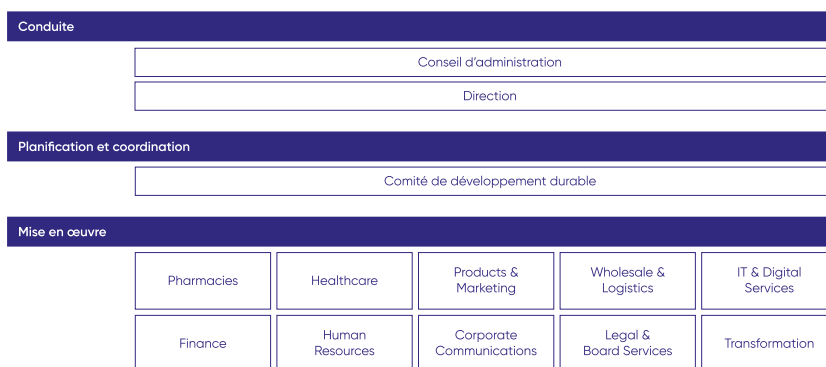 Conduite
Conseil d’administration
Direction
Planification et coordination
Comité de développement durable
Mise en œuvre
Pharmacies
Healthcare
Products &
Marketing
Wholesale &
Logistics
IT & Digital
Services
Finance
Human
Resources
Corporate
Communications
Legal &
Board Services
Transformation